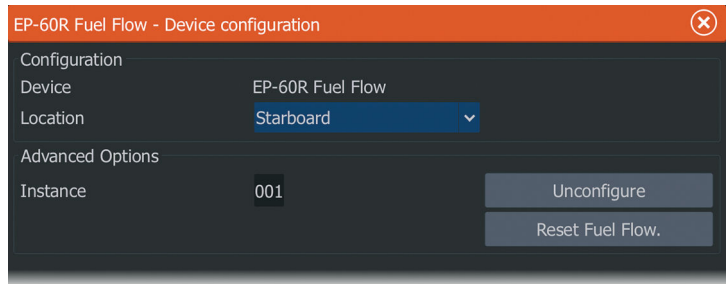 EP-60R Fuel Flow - Device configuration
Configuration
Device EP-60R Fuel Flow
Location Starboard
Advanced Options
Instance 001 Unconfigure
Reset Fuel Flow.